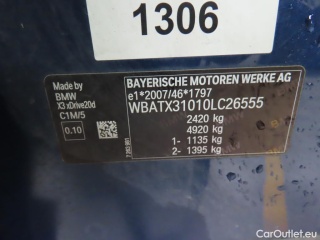 1306
Made by
BMW
X3 xDrive20d
C1M/5
0.10
BAYERISCHE MOTOREN WERKE AG
e1*2007/46*1797
WBATX31010LC26555
2420 kg
4920 kg
1- 1135 kg
2- 1395 kg
CarOutlet.eu